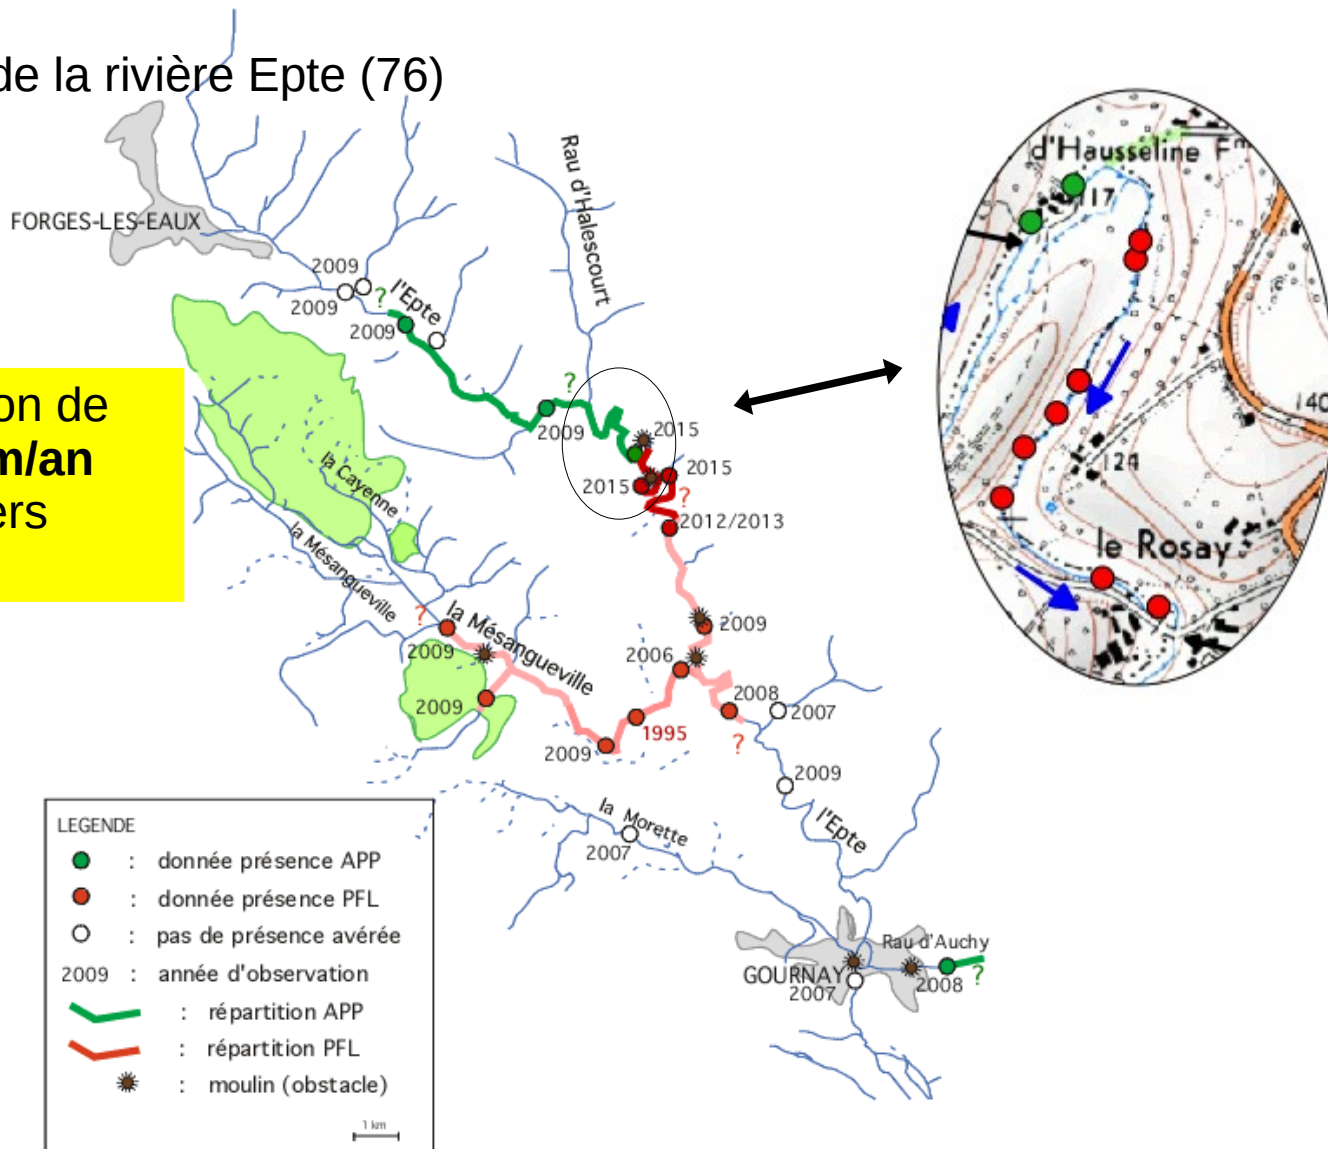 de la rivière Epte (76)
FORGES-LES-EAUX
Rau d'Halescourt
2009
2009
?
l'Epte
2009
on de
m/an
ers
?
2009
2015
2015
2015
?
2012/2013
la Cayenne
la Mésangueville
?
la Mésangueville
2009
2009
2009
1995
2006
2009
2008
?
2007
2009
l'Epte
la Morette
2007
GOURNAY
2007
Rau d'Auchy
2008
?
d'Hausseline Fme
117
124
140
le Rosay
LEGENDE
: donnée présence APP
: donnée présence PFL
: pas de présence avérée
2009 : année d'observation
: répartition APP
: répartition PFL
: moulin (obstacle)
1 km